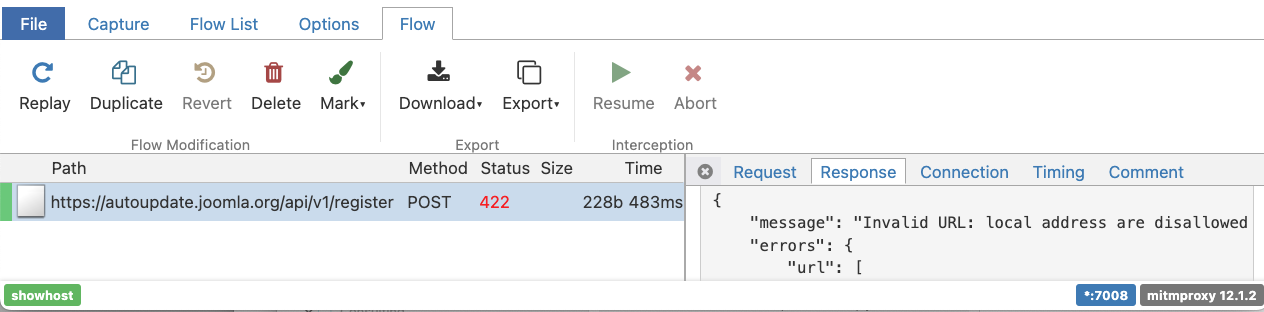 File Capture Flow List Options Flow
Replay Duplicate Revert Delete Mark▾ Download▾ Export▾ Resume Abort
Flow Modification Export Interception
Path Method Status Size Time
https://autoupdate.joomla.org/api/v1/register POST 422 228b 483ms
Request Response Connection Timing Comment
{
"message": "Invalid URL: local address are disallowed
"errors": {
"url": [
showhost *:7008 mitmproxy 12.1.2